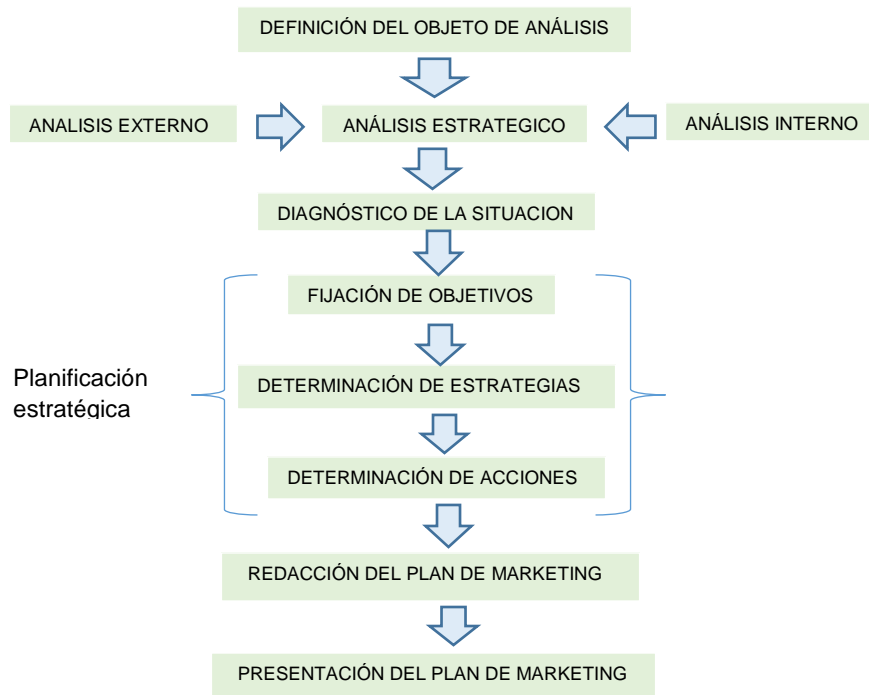 DEFINICIÓN DEL OBJETO DE ANÁLISIS
ANALISIS EXTERNO
ANÁLISIS ESTRATEGICO
ANÁLISIS INTERNO
DIAGNÓSTICO DE LA SITUACION
FIJACIÓN DE OBJETIVOS
Planificación
estratégica
DETERMINACIÓN DE ESTRATEGIAS
DETERMINACIÓN DE ACCIONES
REDACCIÓN DEL PLAN DE MARKETING
PRESENTACIÓN DEL PLAN DE MARKETING